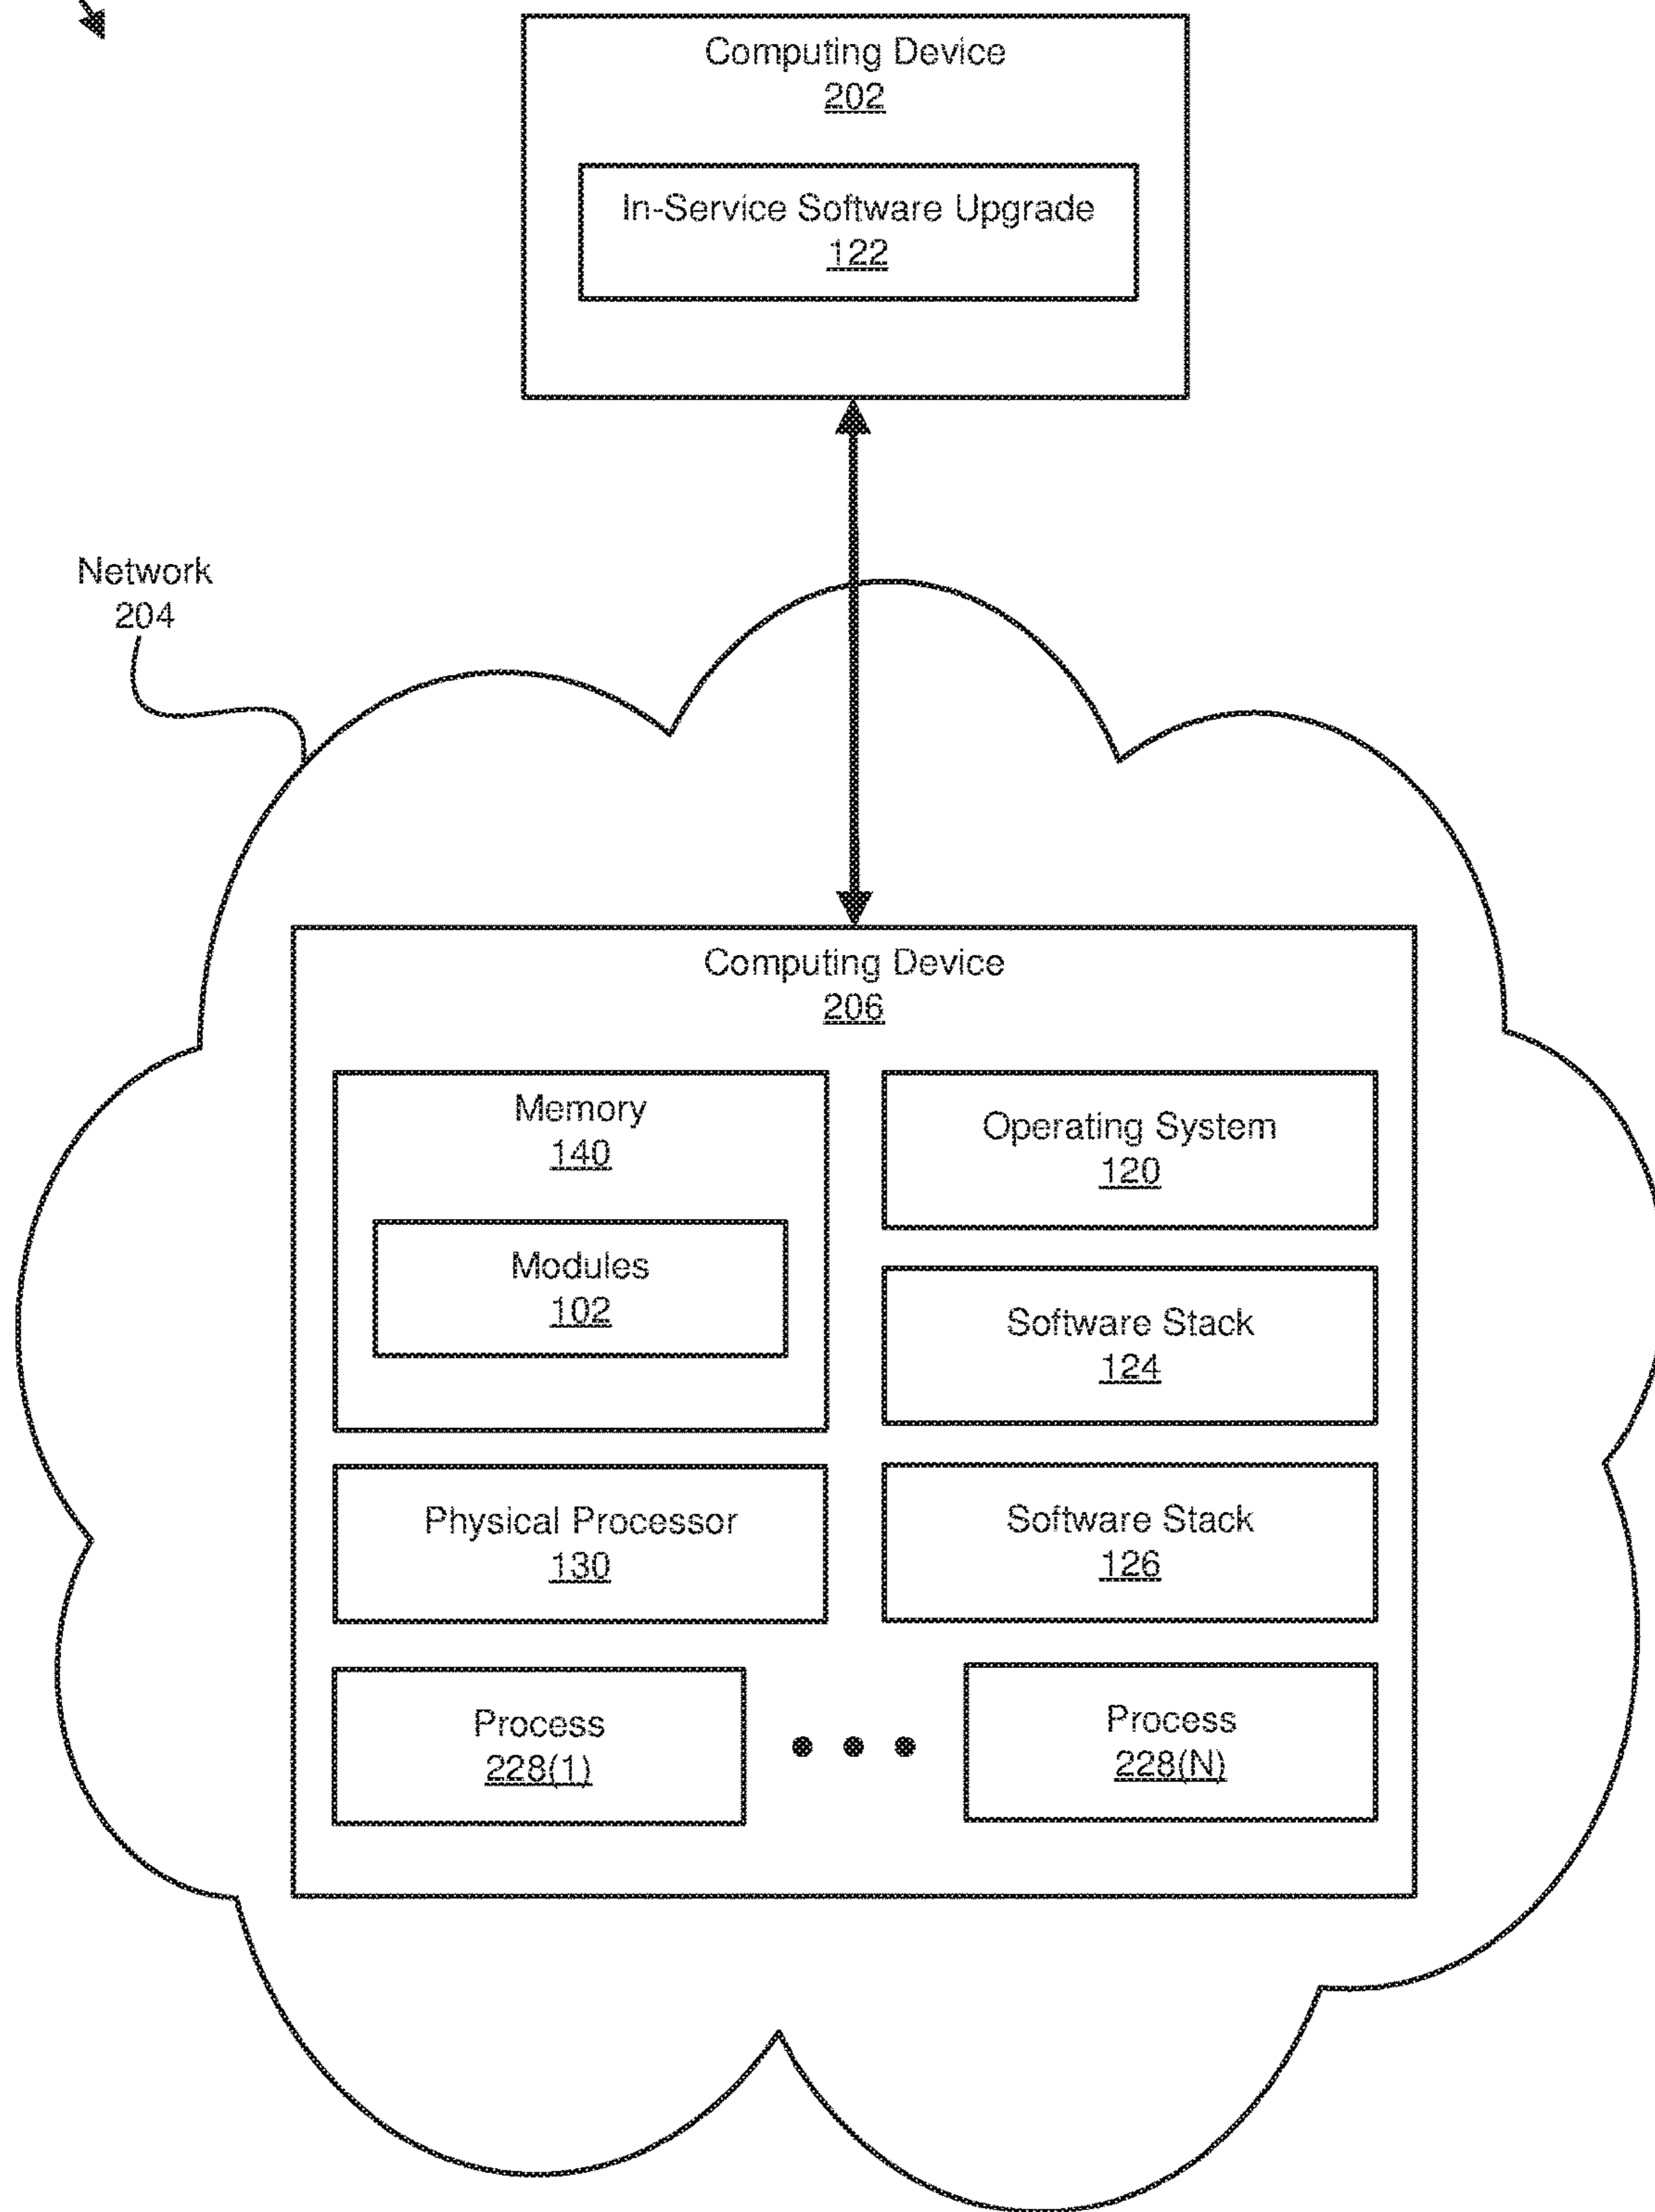 Computing Device
202
In-Service Software Upgrade
122
Network
204
Computing Device
206
Memory
140
Modules
102
Operating System
120
Software Stack
124
Physical Processor
130
Software Stack
126
Process
228(1)
Process
228(N)